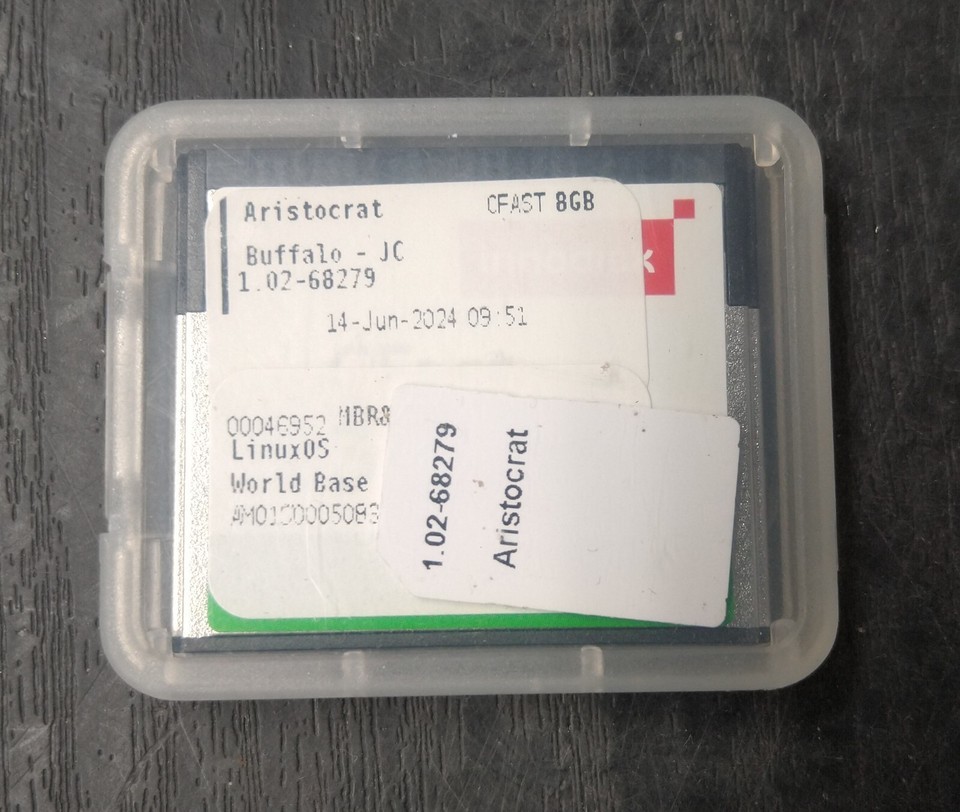 Aristocrat
CFAST 8GB
Buffalo - JC
1.02-68279
14-Jun-2024 09:51
00046952 MBR&
LinuxOS
World Base
1.02-68279
Aristocrat